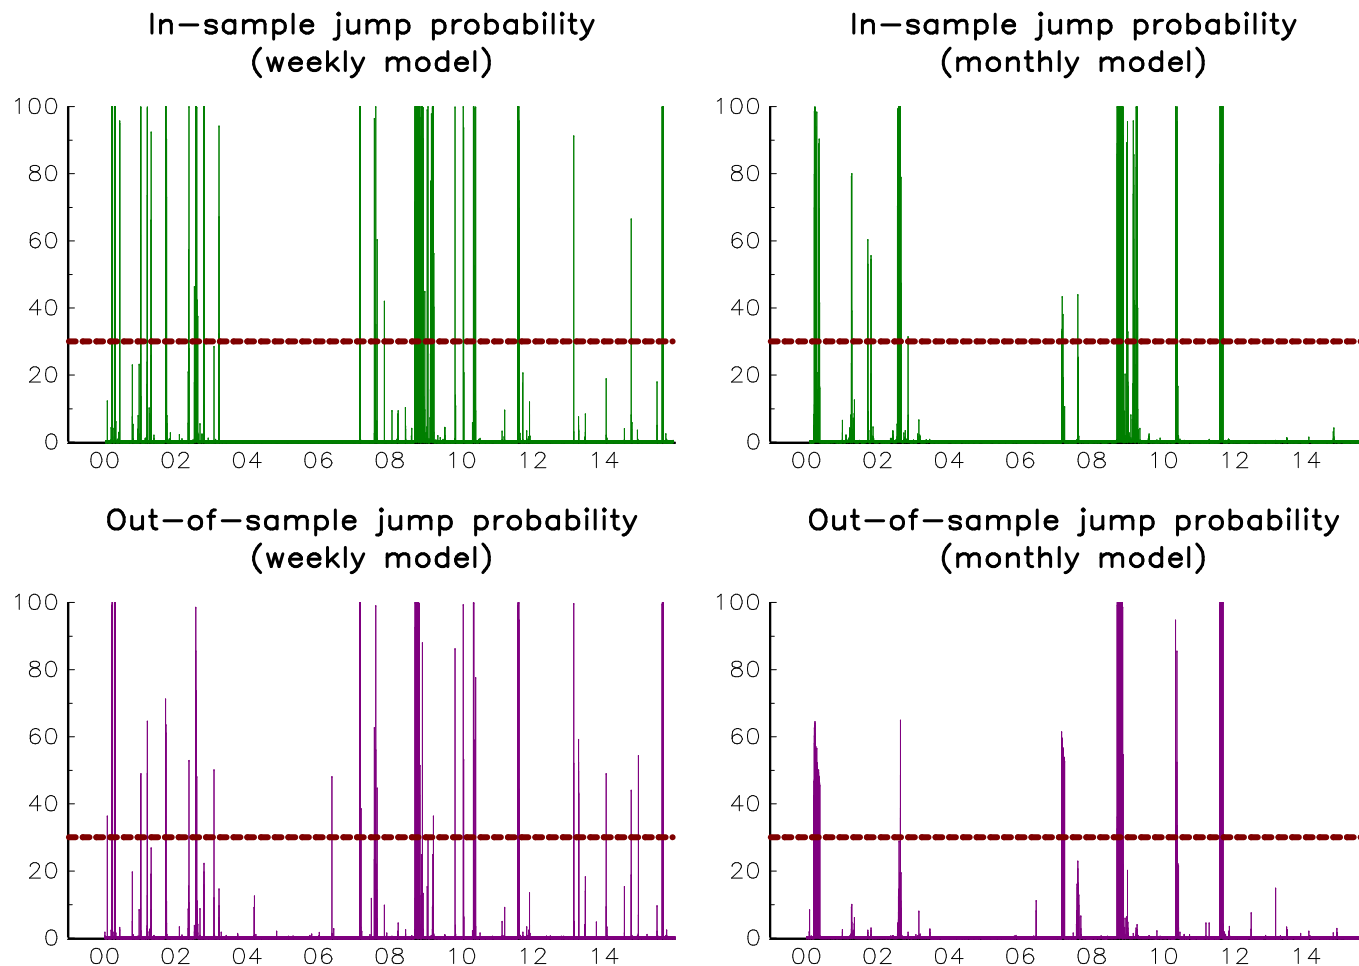 In-sample jump probability
(weekly model)
100
80
60
40
20
0
00 02 04 06 08 10 12 14
In-sample jump probability
(monthly model)
100
80
60
40
20
0
00 02 04 06 08 10 12 14
Out-of-sample jump probability
(weekly model)
100
80
60
40
20
0
00 02 04 06 08 10 12 14
Out-of-sample jump probability
(monthly model)
100
80
60
40
20
0
00 02 04 06 08 10 12 14